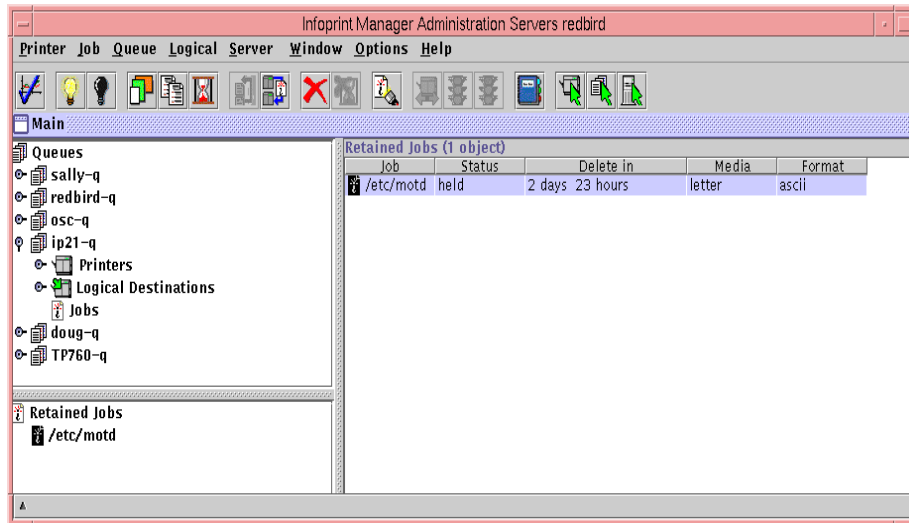 Infoprint Manager Administration Servers redbird
Printer Job Queue Logical Server Window Options Help
Main
Queues
sally-q
redbird-q
osc-q
ip21-q
Printers
Logical Destinations
Jobs
doug-q
TP760-q
Retained Jobs
/etc/motd
Retained Jobs (1 object)
Job Status Delete in Media Format
/etc/motd held 2 days 23 hours letter ascii